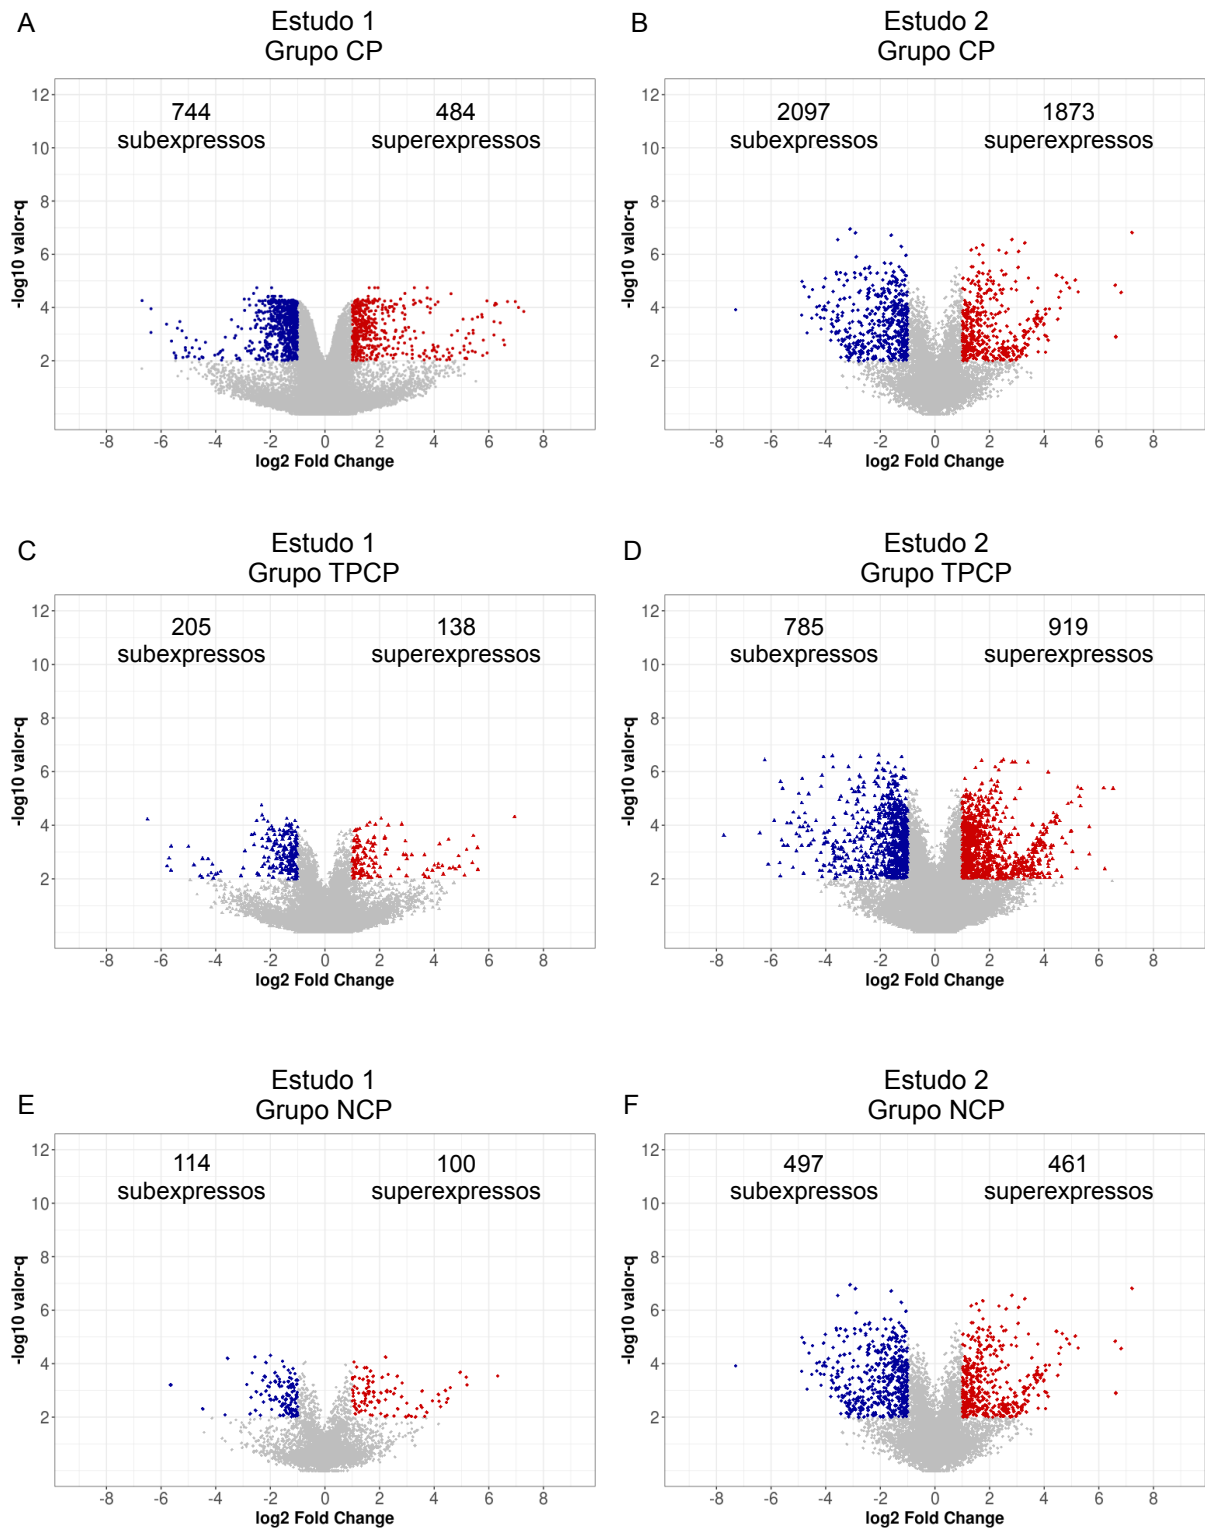 A
Estudo 1
Grupo CP
744
subexpressos
484
superexpressos
12
10
8
6
4
2
-log10 valor-q
-8 -6 -4 -2 0 2 4 6 8
log2 Fold Change
B
Estudo 2
Grupo CP
2097
subexpressos
1873
superexpressos
12
10
8
6
4
2
-log10 valor-q
-8 -6 -4 -2 0 2 4 6 8
log2 Fold Change
C
Estudo 1
Grupo TPCP
205
subexpressos
138
superexpressos
12
10
8
6
4
2
-log10 valor-q
-8 -6 -4 -2 0 2 4 6 8
log2 Fold Change
D
Estudo 2
Grupo TPCP
785
subexpressos
919
superexpressos
12
10
8
6
4
2
-log10 valor-q
-8 -6 -4 -2 0 2 4 6 8
log2 Fold Change
E
Estudo 1
Grupo NCP
114
subexpressos
100
superexpressos
12
10
8
6
4
2
-log10 valor-q
-8 -6 -4 -2 0 2 4 6 8
log2 Fold Change
F
Estudo 2
Grupo NCP
497
subexpressos
461
superexpressos
12
10
8
6
4
2
-log10 valor-q
-8 -6 -4 -2 0 2 4 6 8
log2 Fold Change